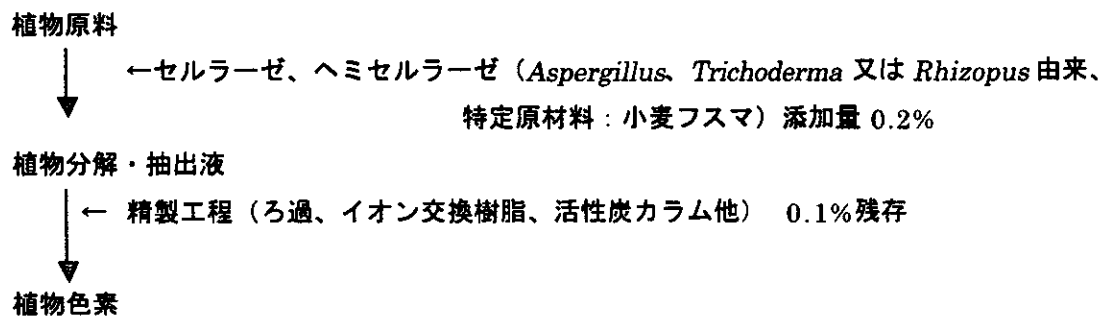 植物原料
←セルラーゼ、ヘミセルラーゼ（Aspergillus、Trichoderma 又は Rhizopus 由来、
特定原材料：小麦フスマ）添加量 0.2%
植物分解・抽出液
← 精製工程（ろ過、イオン交換樹脂、活性炭カラム他） 0.1%残存
植物色素